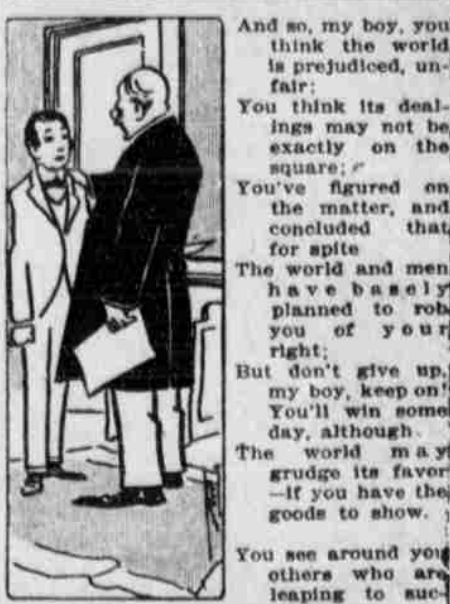 And so, my boy, you
think the world
is prejudiced, un-
fair;
You think its deal-
ings may not be
exactly on the
square;
You've figured on
the matter, and
concluded that
for spite
The world and men
have basely
planned to rob
you of your
right;
But don't give up,
my boy, keep on!
You'll win some
day, although
The world may
grudge its favor
—if you have the
goods to show.
You see around you
others who are
leaping to suc-